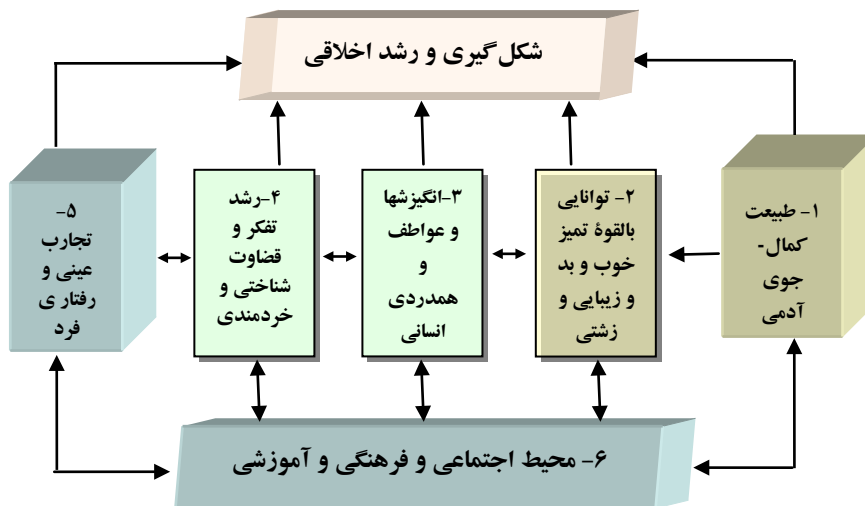 شکل‌گیری و رشد اخلاقی
۱- طبیعت
کمال-
جوی
آدمی
۲- توانایی
بالقوهٔ تمیز
خوب و بد
و زیبایی و
زشتی
۳-انگیزشها
و عواطف
و
همدردی
انسانی
۴-رشد
تفکر و
قضاوت
شناختی و
خردمندی
۵-
تجارب
عینی و
رفتار ی
فرد
۶- محیط اجتماعی و فرهنگی و آموزشی